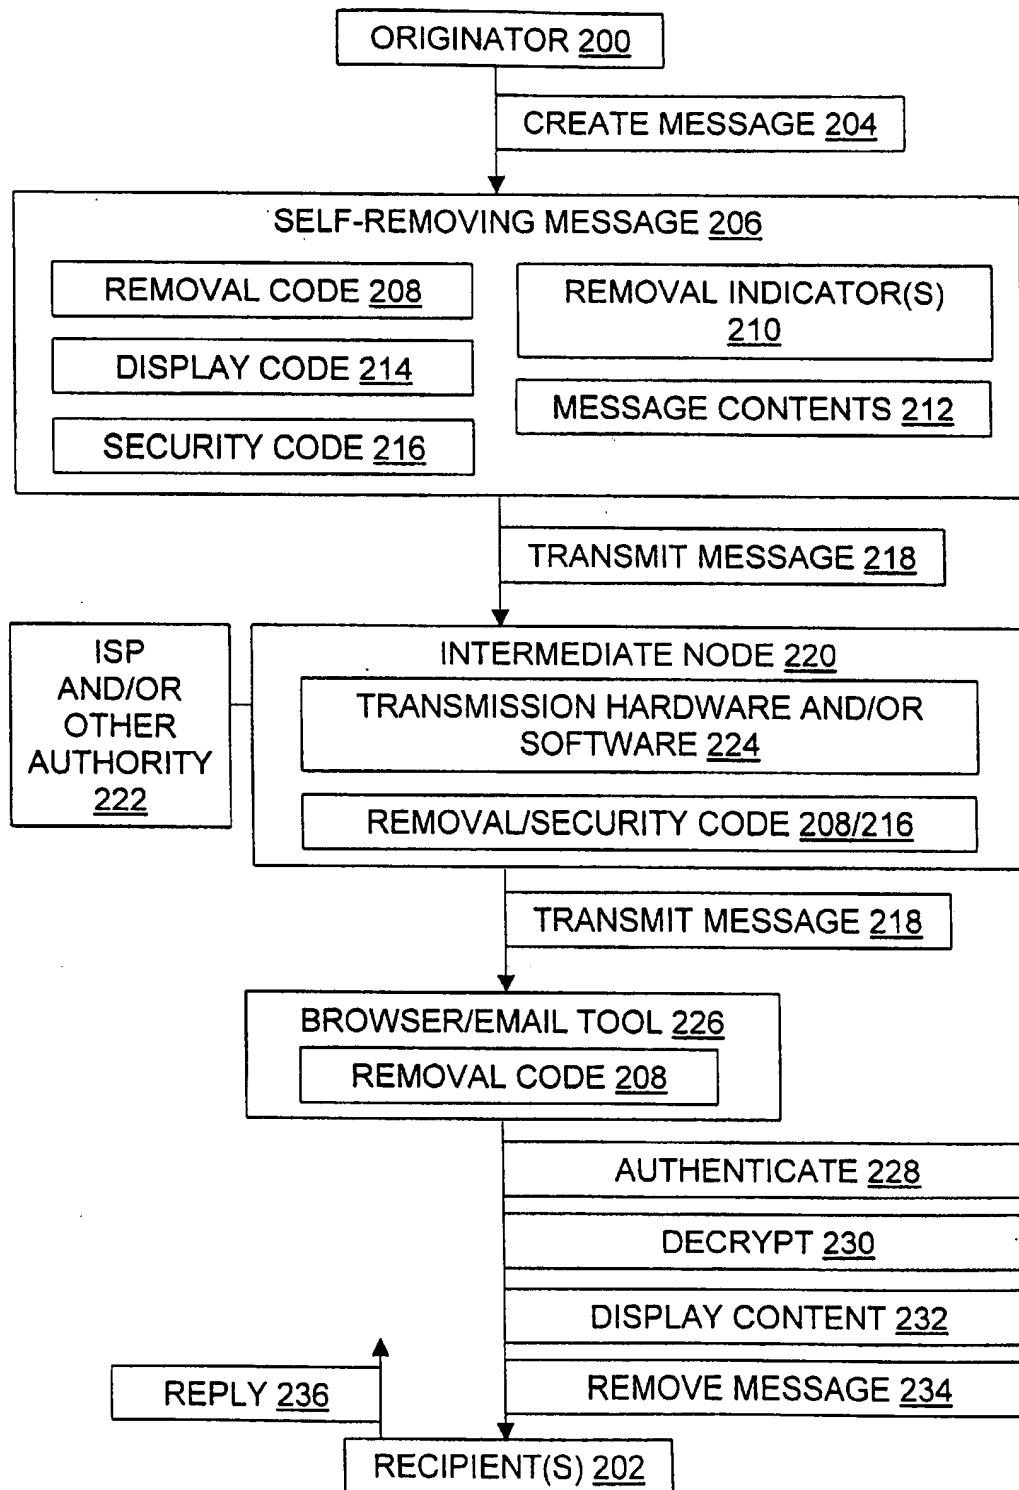 ORIGINATOR 200
CREATE MESSAGE 204
SELF-REMOVING MESSAGE 206
REMOVAL CODE 208
REMOVAL INDICATOR(S)
210
DISPLAY CODE 214
MESSAGE CONTENTS 212
SECURITY CODE 216
TRANSMIT MESSAGE 218
ISP
AND/OR
OTHER
AUTHORITY
222
INTERMEDIATE NODE 220
TRANSMISSION HARDWARE AND/OR
SOFTWARE 224
REMOVAL/SECURITY CODE 208/216
TRANSMIT MESSAGE 218
BROWSER/EMAIL TOOL 226
REMOVAL CODE 208
AUTHENTICATE 228
DECRYPT 230
DISPLAY CONTENT 232
REMOVE MESSAGE 234
REPLY 236
RECIPIENT(S) 202